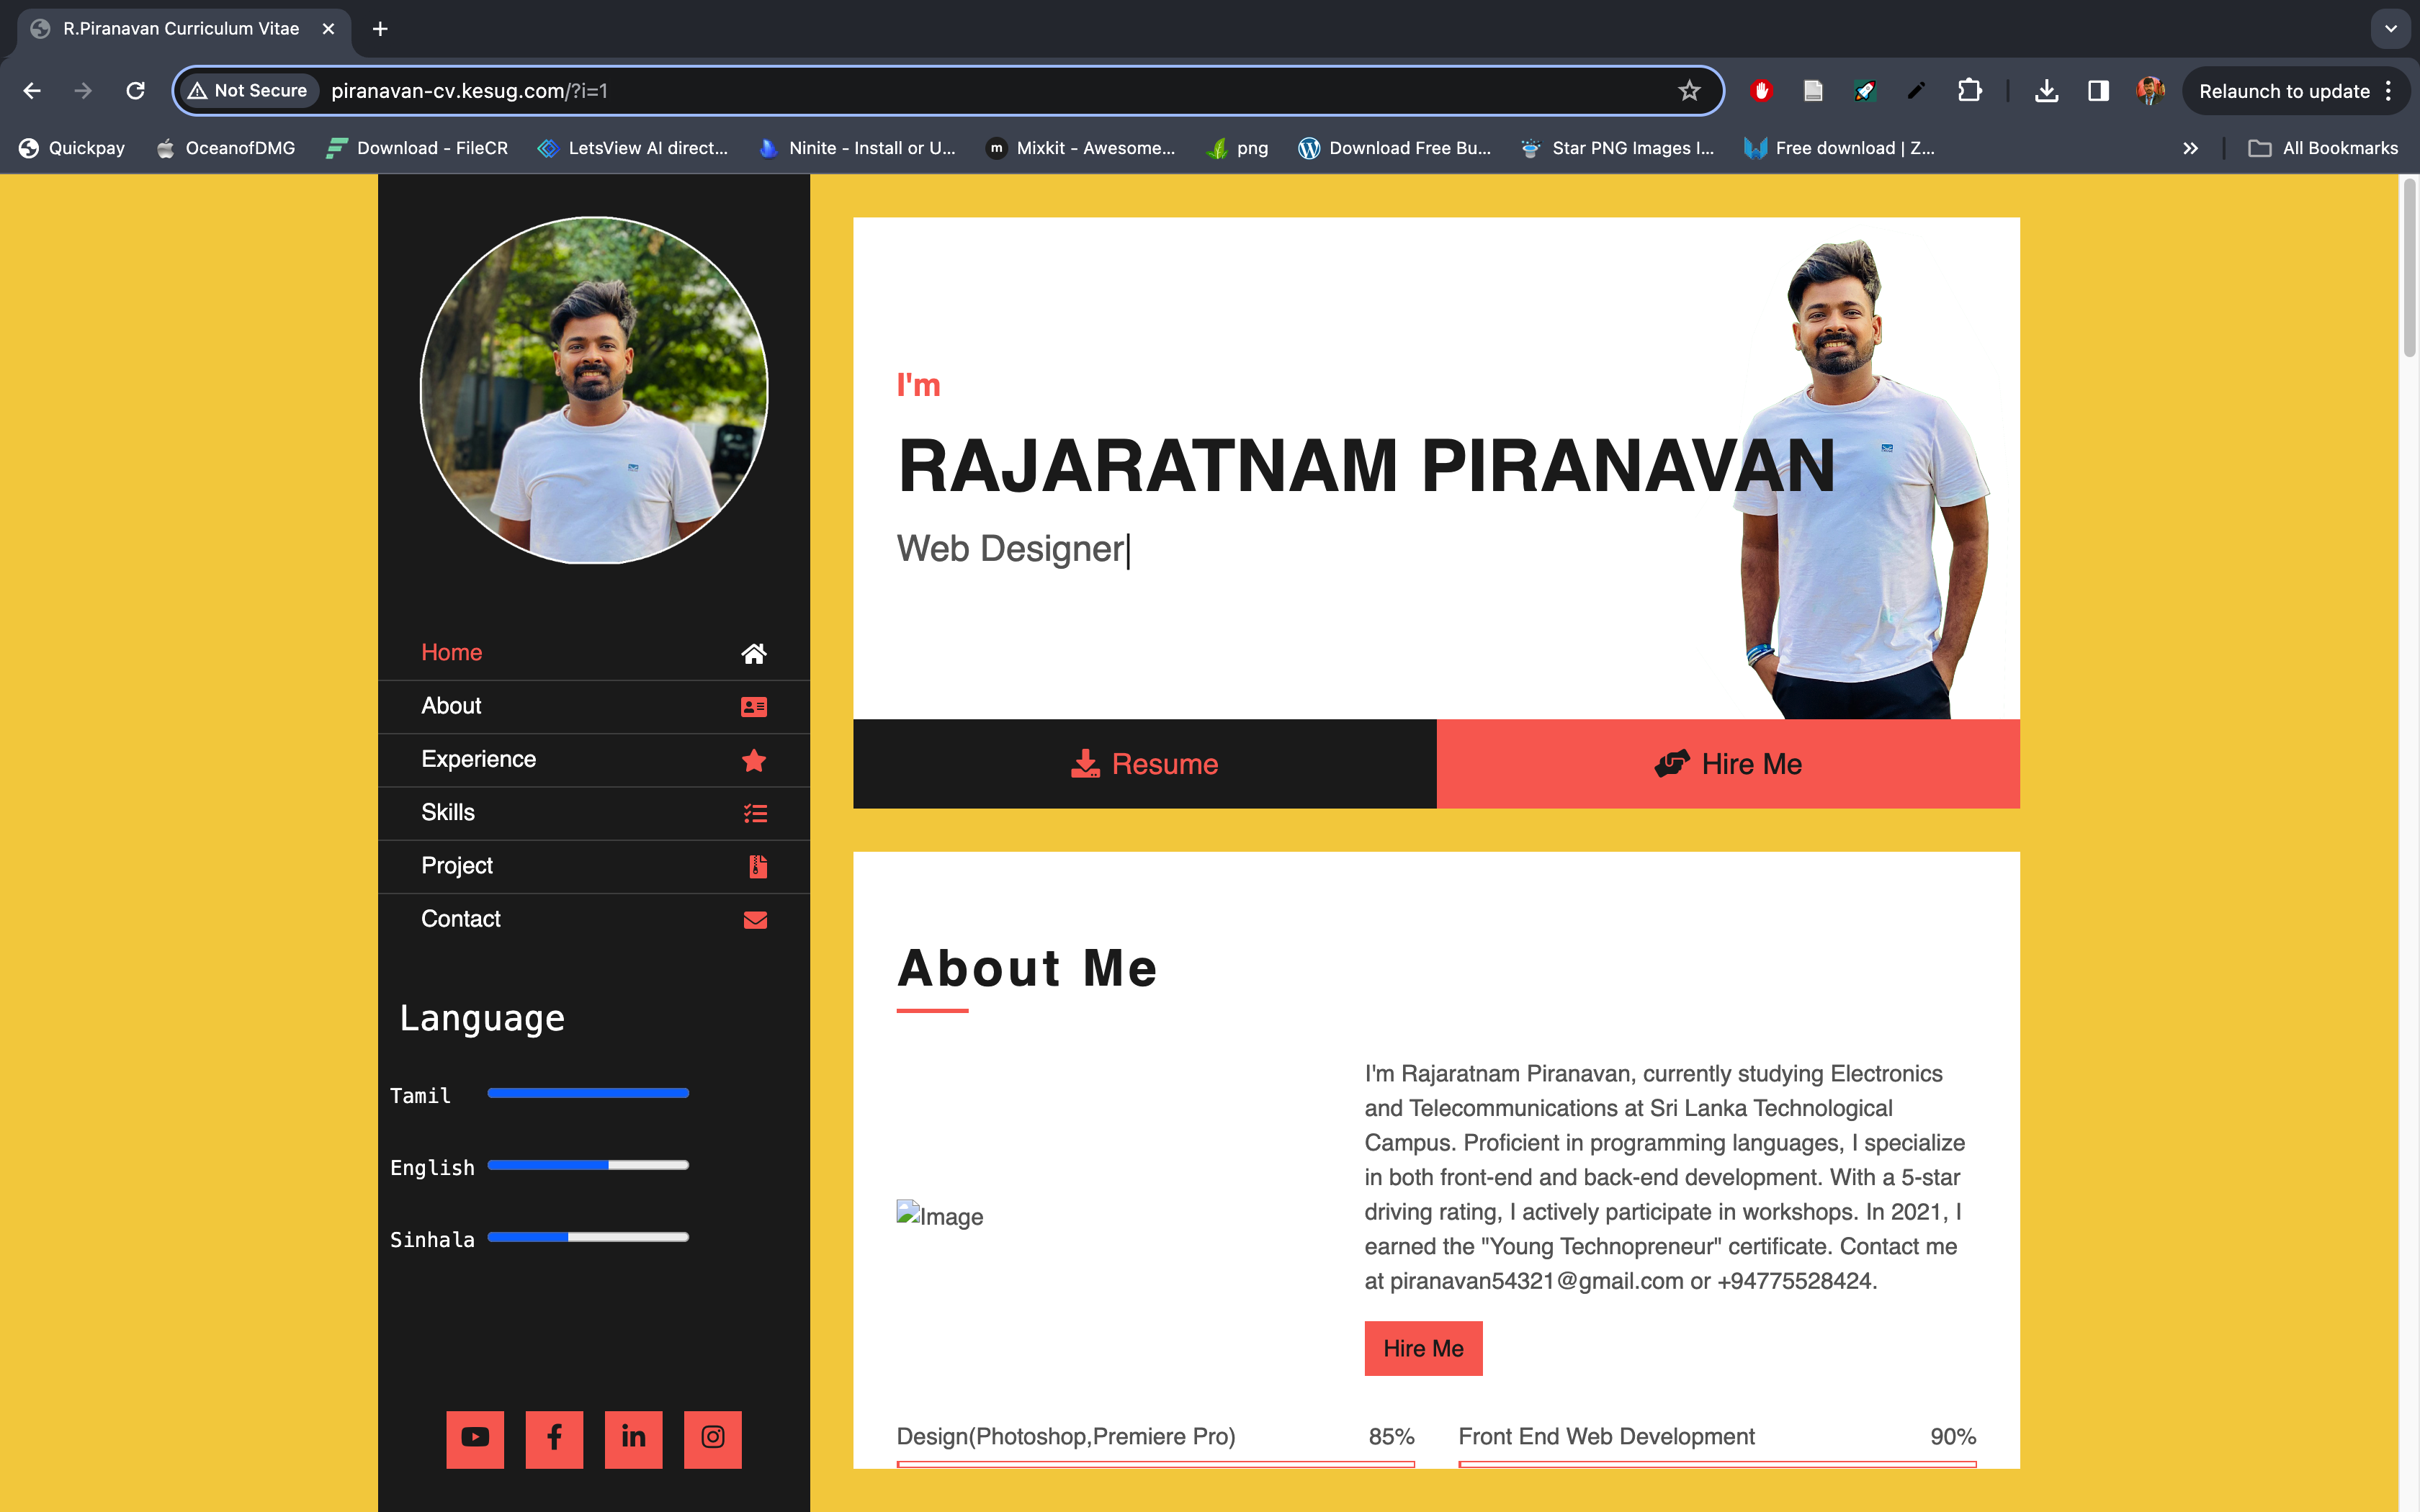 R.Piranavan Curriculum Vitae
Not Secure
piranavan-cv.kesug.com/?i=1
Relaunch to update
Quickpay
OceanofDMG
Download - FileCR
LetsView AI direct...
Ninite - Install or U...
m
Mixkit - Awesome...
png
Download Free Bu...
Star PNG Images I...
Free download | Z...
All Bookmarks
Home
About
Experience
Skills
Project
Contact
Language
Tamil
English
Sinhala
I'm
RAJARATNAM PIRANAVAN
Web Designer
Resume
Hire Me
About Me
Image
I'm Rajaratnam Piranavan, currently studying Electronics
and Telecommunications at Sri Lanka Technological
Campus. Proficient in programming languages, I specialize
in both front-end and back-end development. With a 5-star
driving rating, I actively participate in workshops. In 2021, I
earned the "Young Technopreneur" certificate. Contact me
at piranavan54321@gmail.com or +94775528424.
Hire Me
Design(Photoshop,Premiere Pro) 85%
Front End Web Development 90%